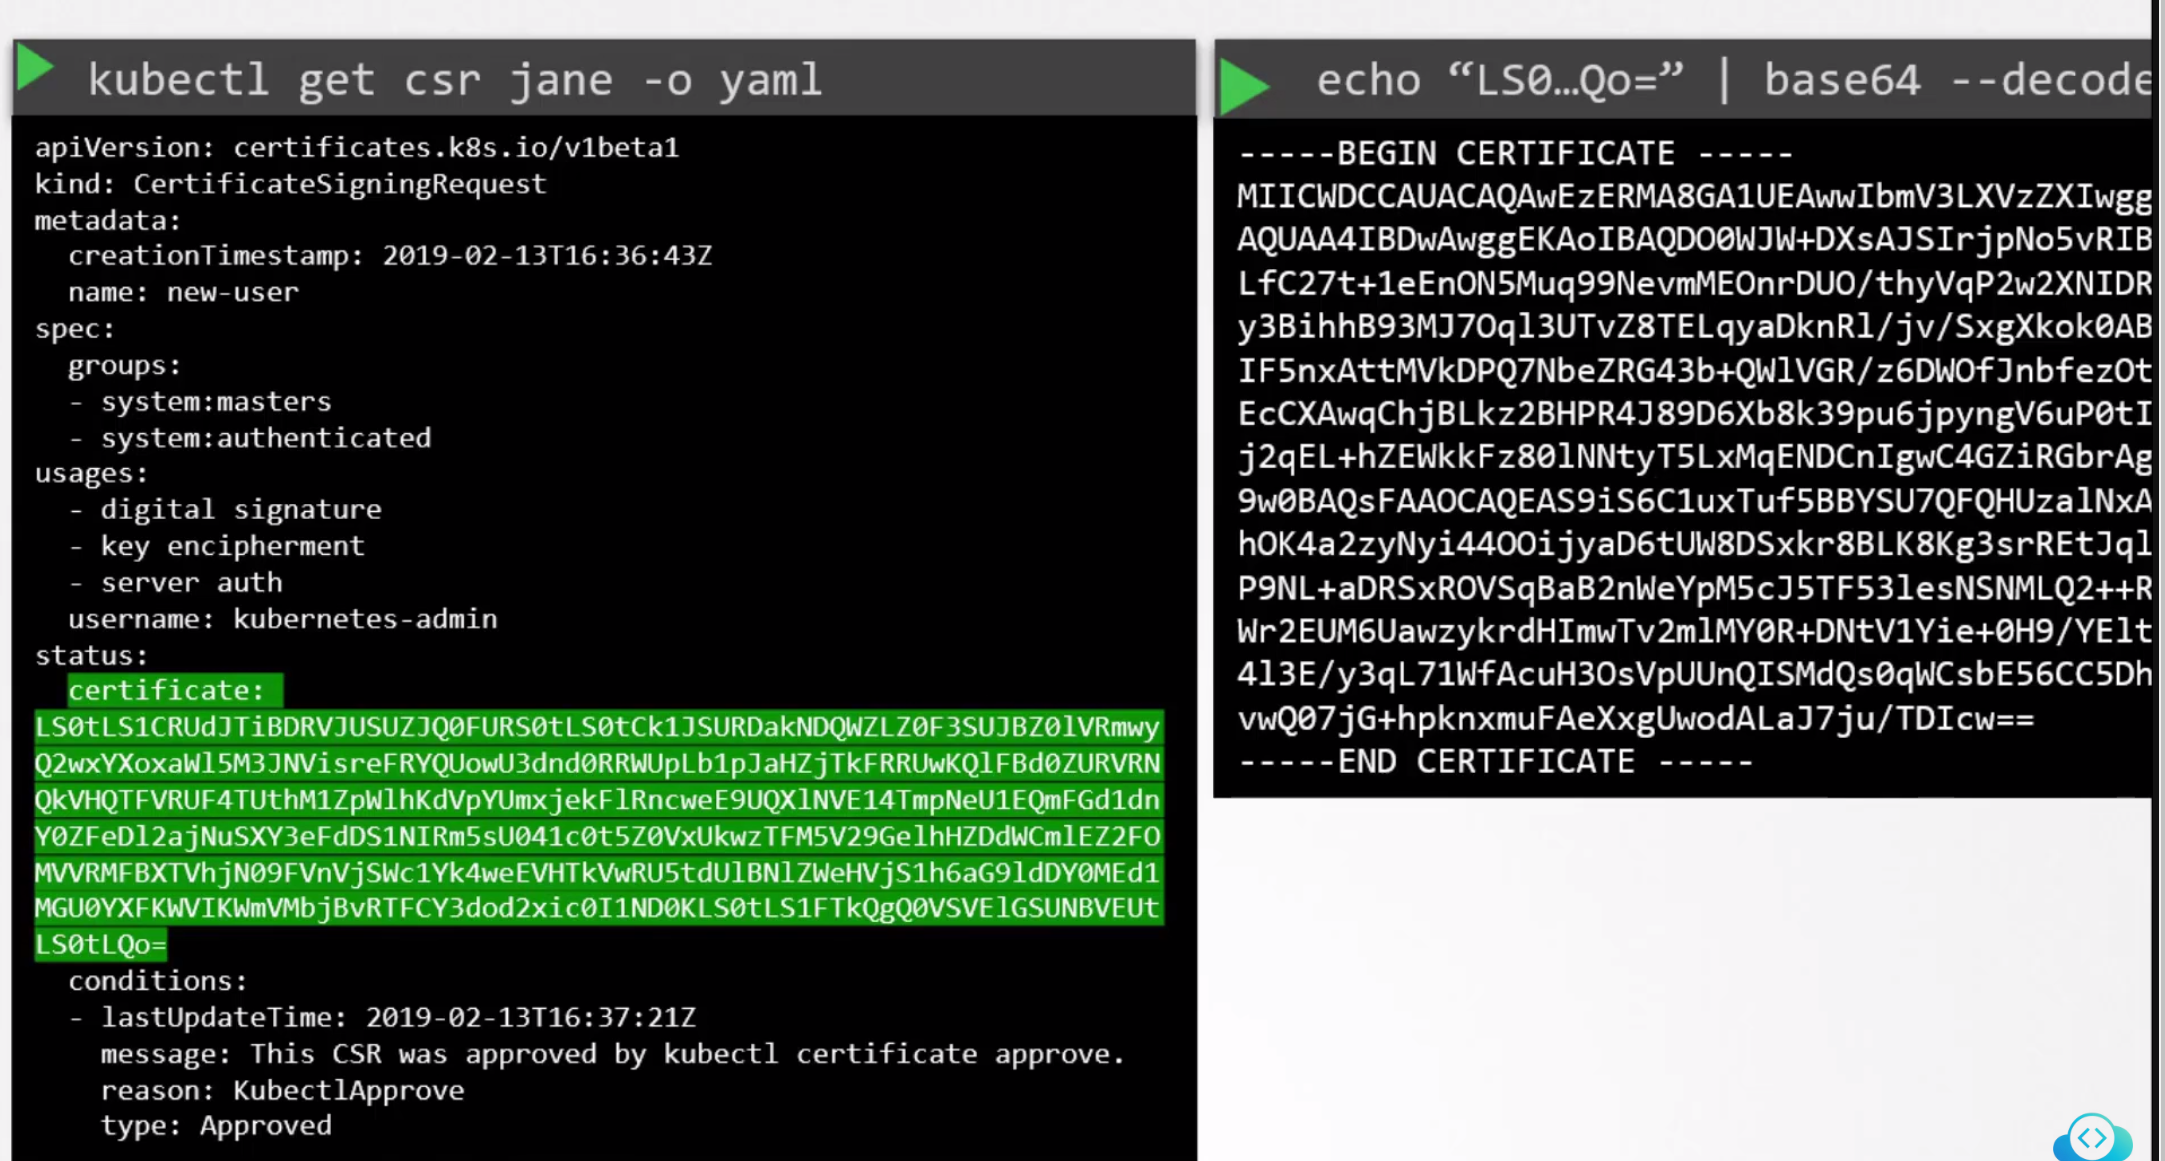 kubectl get csr jane -o yaml
apiVersion: certificates.k8s.io/v1beta1
kind: CertificateSigningRequest
metadata:
  creationTimestamp: 2019-02-13T16:36:43Z
  name: new-user
spec:
  groups:
  - system:masters
  - system:authenticated
usages:
  - digital signature
  - key encipherment
  - server auth
  username: kubernetes-admin
status:
  certificate:
LS0tLS1CRUdJTiBDRVJUSUZJQ0FURS0tLS0tCk1JSURDakNDQWZLZ0F3SUJBZ0lVRmwy
Q2wxYXoxaWl5M3JNVisreFRYQUowU3dnd0RRWUpLb1pJaHZjTkFRRUwKQlFBd0ZURVRN
QkVHQTFVRUF4TUthM1ZpWlhKdVpYUmxjekFlRncweE9UQXlNVE14TmpNeU1EQmFGd1dn
Y0ZFeDl2ajNuSXY3eFdDS1NIRm5sU041c0t5Z0VxUkwzTFM5V29GelhHZDdWCmlEZ2FO
MVVRMFBXTVhjN09FVnVjSWc1Yk4weEVHTkVwRU5tdUlBNlZWeHVjS1h6aG9ldDY0MEd1
MGU0YXFKWVIKWmVMbjBvRTFCY3dod2xic0I1ND0KLS0tLS1FTkQgQ0VSVElGSUNBVEUt
LS0tLQo=
  conditions:
  - lastUpdateTime: 2019-02-13T16:37:21Z
    message: This CSR was approved by kubectl certificate approve.
    reason: KubectlApprove
    type: Approved
echo “LS0…Qo=” | base64 --decode
-----BEGIN CERTIFICATE -----
MIICWDCCAUACAQAwEzERMA8GA1UEAwwIbmV3LXVzZXIwgg
AQUAA4IBDwAwggEKAoIBAQDO0WJW+DXsAJSIrjpNo5vRIB
LfC27t+1eEnON5Muq99NevmMEOnrDUO/thyVqP2w2XNIDR
y3BihhB93MJ7Oql3UTvZ8TELqyaDknRl/jv/SxgXkok0AB
IF5nxAttMVkDPQ7NbeZRG43b+QWlVGR/z6DWOfJnbfezOt
EcCXAwqChjBLkz2BHPR4J89D6Xb8k39pu6jpyngV6uP0tI
j2qEL+hZEWkkFz80lNNtyT5LxMqENDCnIgwC4GZiRGbrAg
9w0BAQsFAAOCAQEAS9iS6C1uxTuf5BBYSU7QFQHUzalNxA
hOK4a2zyNyi44OOijyaD6tUW8DSxkr8BLK8Kg3srREtJql
P9NL+aDRSxROVSqBaB2nWeYpM5cJ5TF53lesNSNMLQ2++R
Wr2EUM6UawzykrdHImwTv2mlMY0R+DNtV1Yie+0H9/YElt
4l3E/y3qL71WfAcuH3OsVpUUnQISMdQs0qWCsbE56CC5Dh
vwQ07jG+hpknxmuFAeXxgUwodALaJ7ju/TDIcw==
-----END CERTIFICATE -----